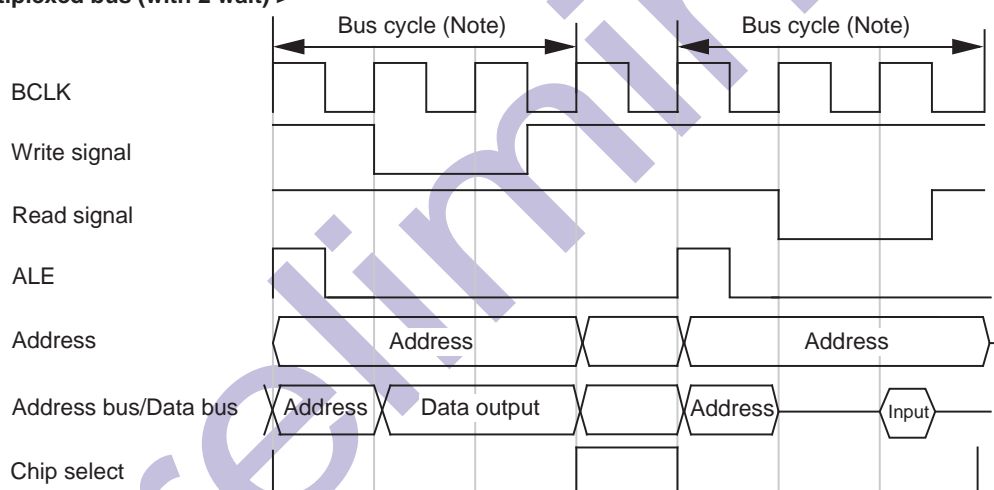 tiplexed bus (with 2 wait) >
Bus cycle (Note) Bus cycle (Note)
BCLK
Write signal
Read signal
ALE
Address Address Address
Address bus/Data bus Address Data output Address Input
Chip select
relimin